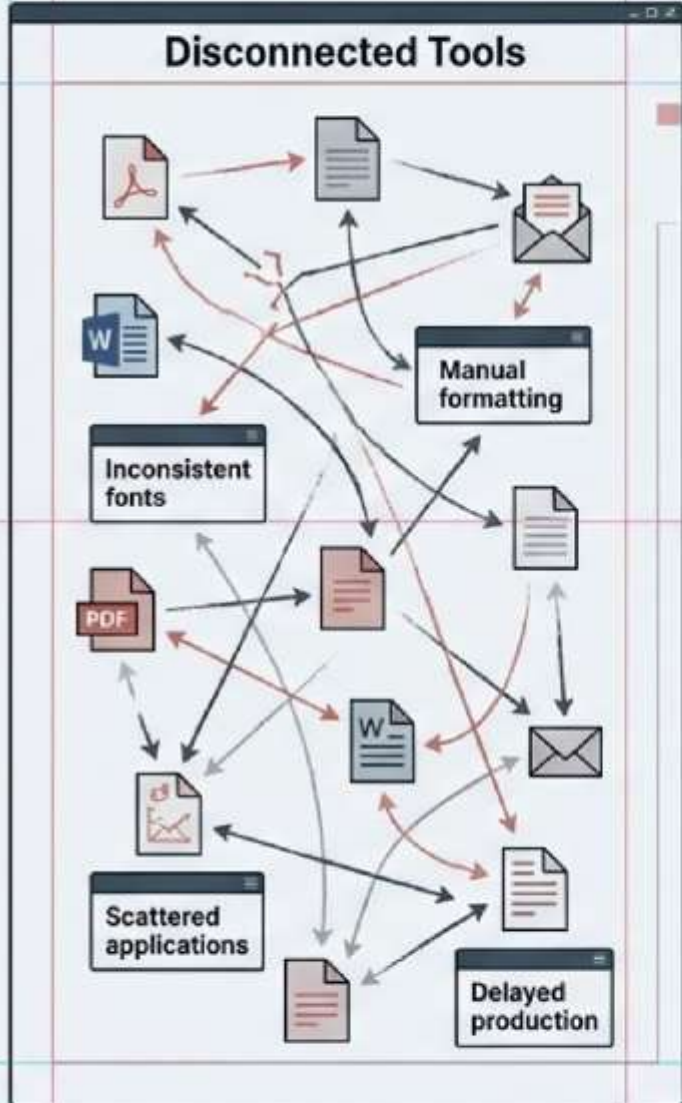 Disconnected Tools
W
Manual
formatting
Inconsistent
fonts
PDF
W
Scattered
applications
Delayed
production